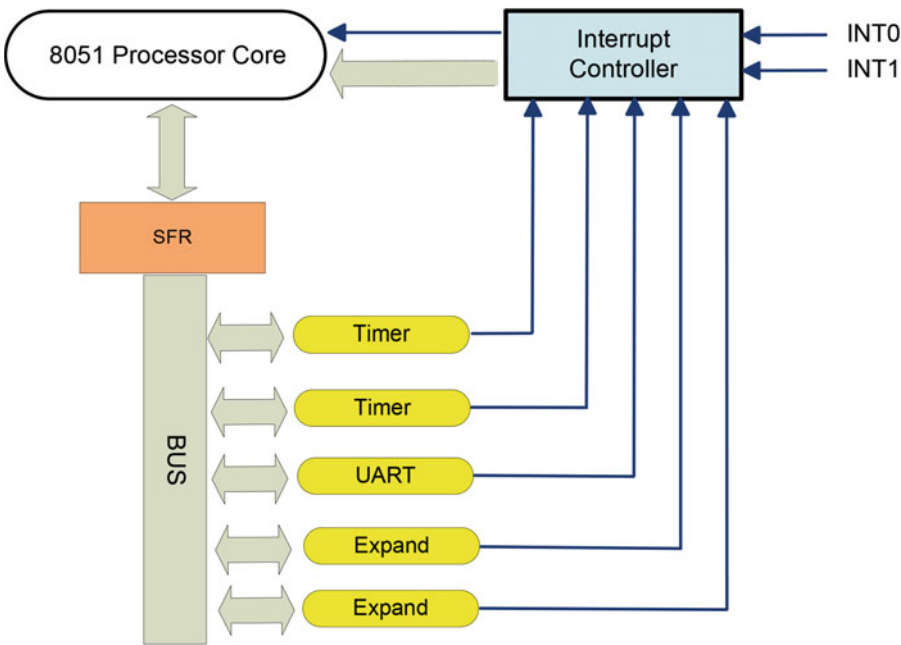 8051 Processor Core
Interrupt
Controller
INT0
INT1
SFR
BUS
Timer
Timer
UART
Expand
Expand